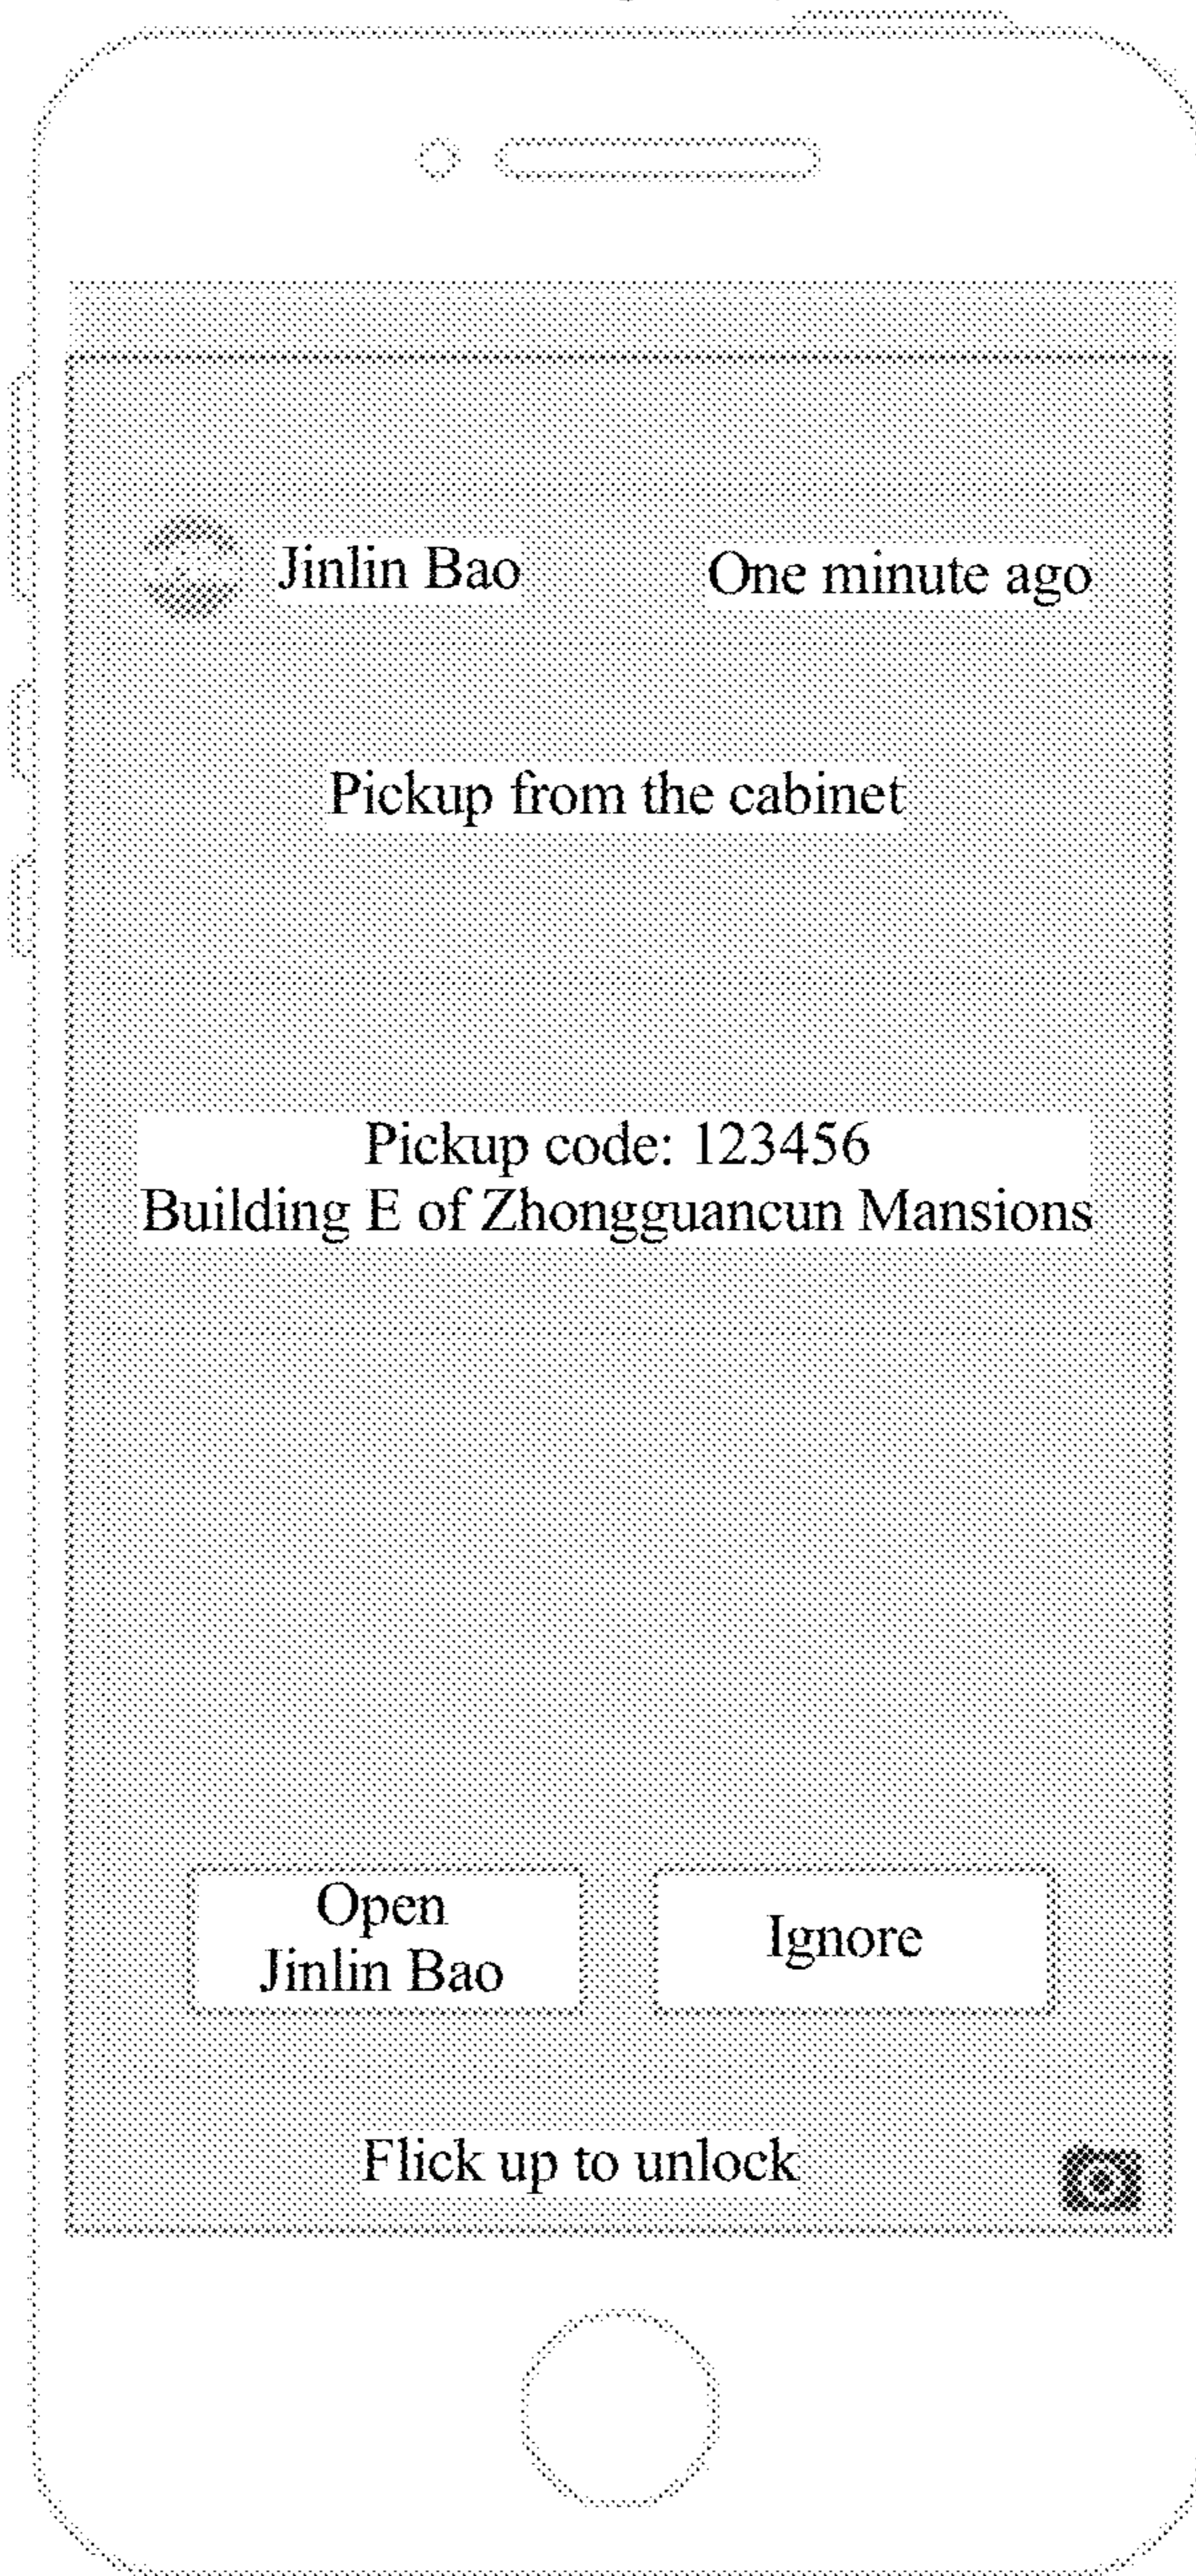 Jinlin Bao
One minute ago
Pickup from the cabinet
Pickup code: 123456
Building E of Zhongguancun Mansions
Open
Jinlin Bao
Ignore
Flick up to unlock